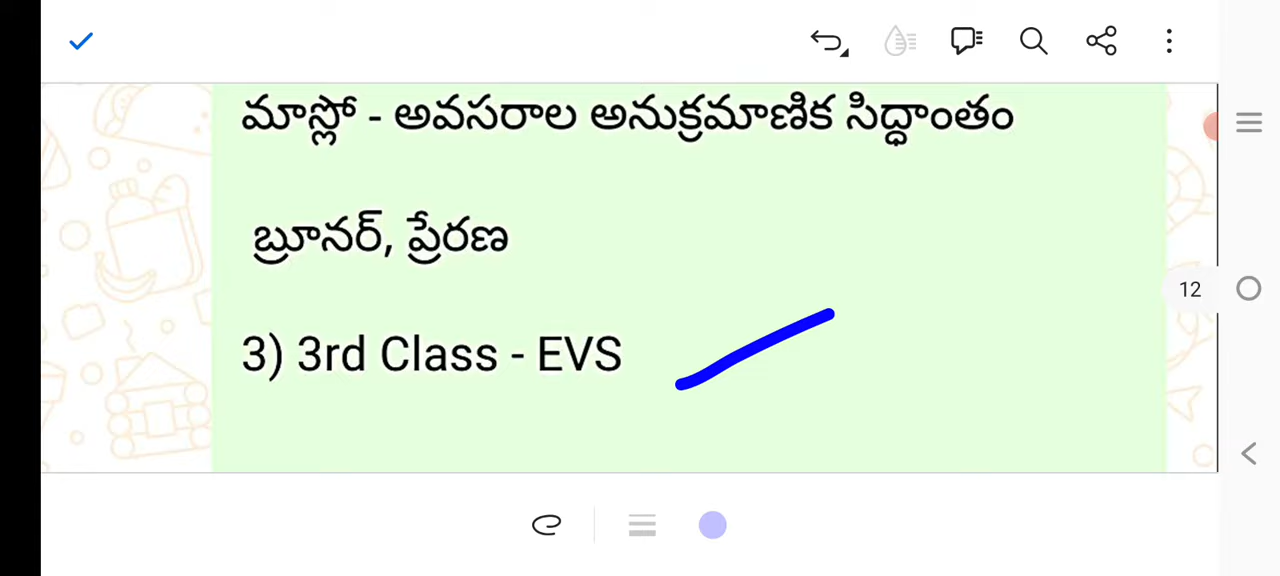 మాస్లో - అవసరాల అనుక్రమాణిక సిద్ధాంతం
బ్రూనర్, ప్రేరణ
12
3) 3rd Class - EVS